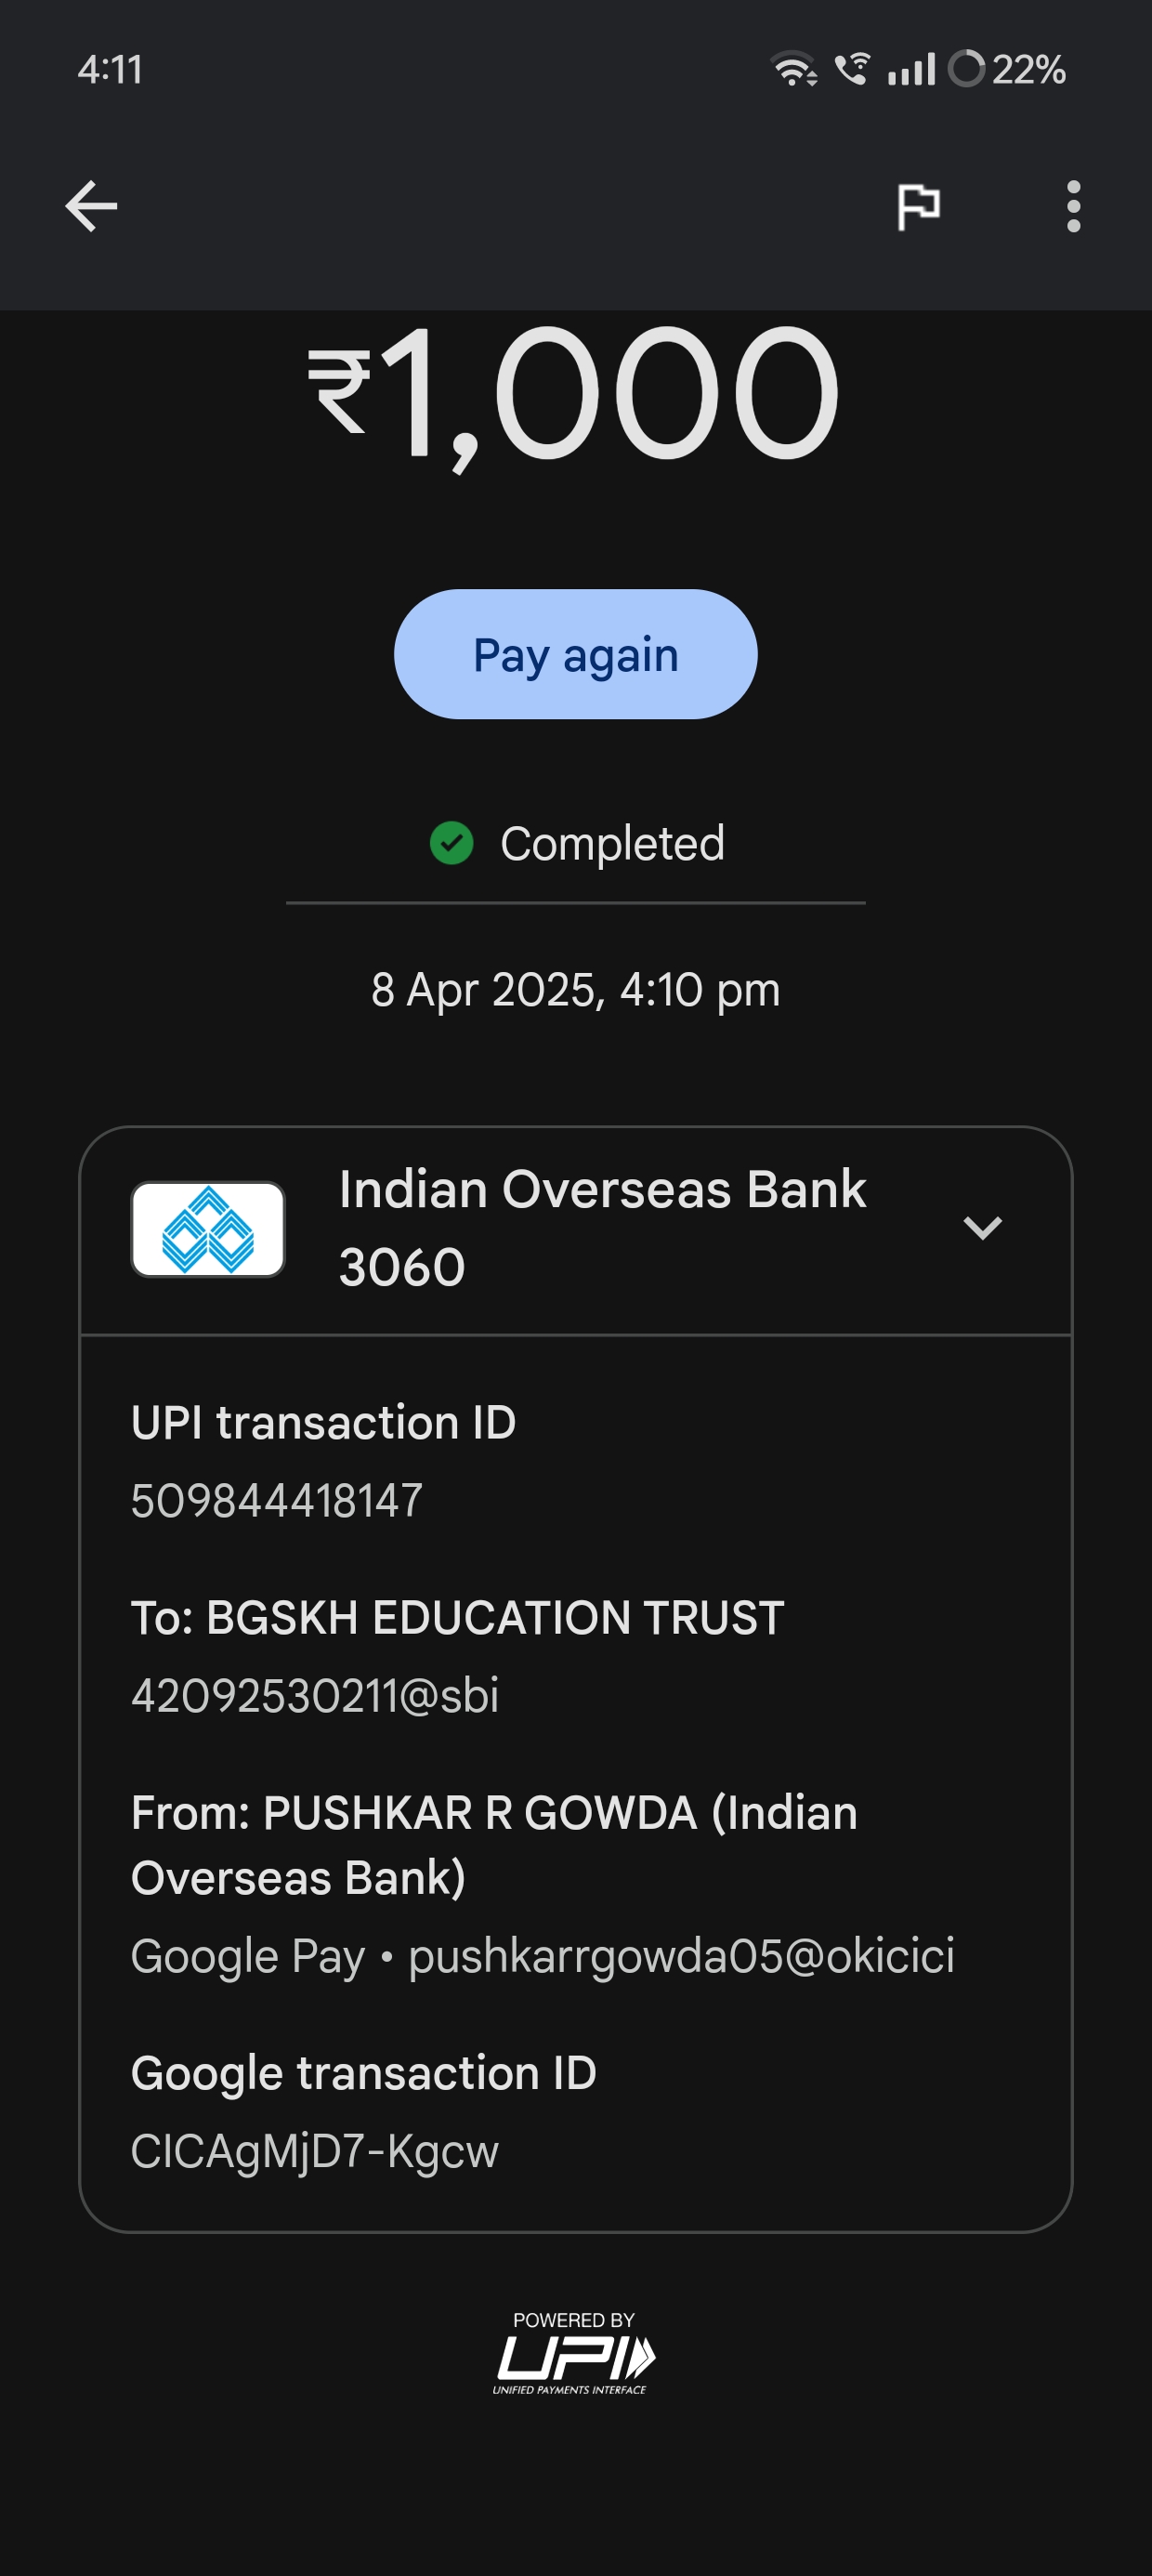 4:11
22%
₹1,000
Pay again
Completed
8 Apr 2025, 4:10 pm
Indian Overseas Bank
3060
UPI transaction ID
509844418147
To: BGSKH EDUCATION TRUST
42092530211@sbi
From: PUSHKAR R GOWDA (Indian
Overseas Bank)
Google Pay • pushkarrgowda05@okicici
Google transaction ID
CICAgMjD7-Kgcw
POWERED BY
UPI
UNIFIED PAYMENTS INTERFACE